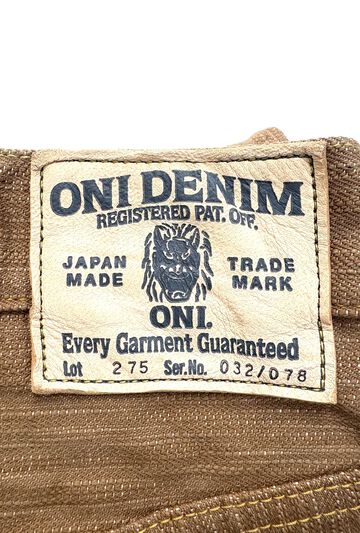 ONI DENIM
REGISTERED PAT. OFF.
JAPAN MADE
TRADE MARK
ONI.
Every Garment Guaranteed
Lot 275 Ser.No. 032/078